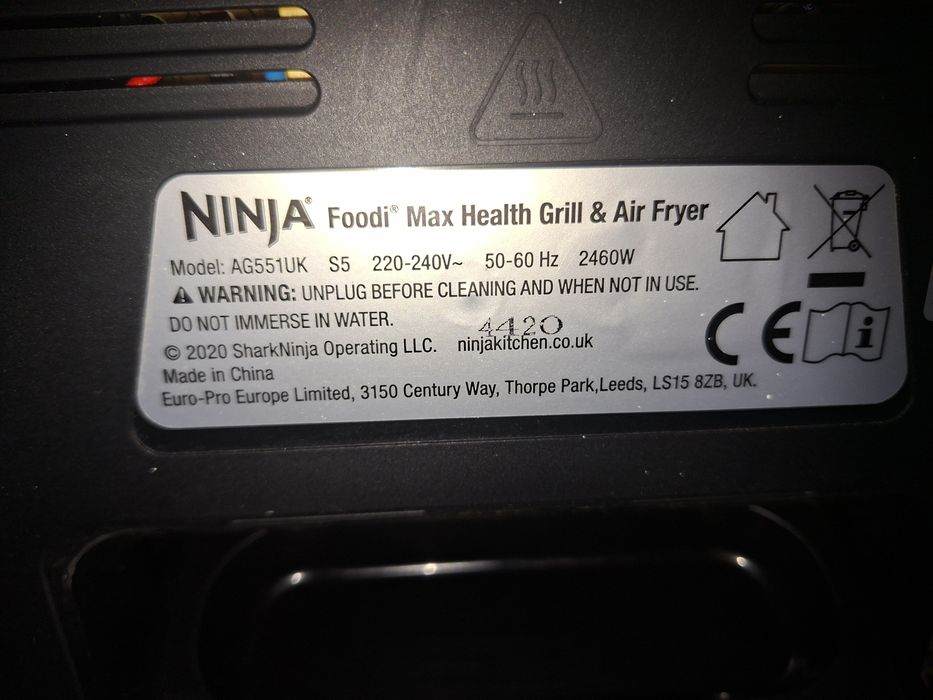 NINJA® Foodi® Max Health Grill & Air Fryer
Model: AG551UK S5 220-240V~ 50-60 Hz 2460W
WARNING: UNPLUG BEFORE CLEANING AND WHEN NOT IN USE.
DO NOT IMMERSE IN WATER.
4420
© 2020 SharkNinja Operating LLC. ninjakitchen.co.uk
Made in China
Euro-Pro Europe Limited, 3150 Century Way, Thorpe Park,Leeds, LS15 8ZB, UK.
CE